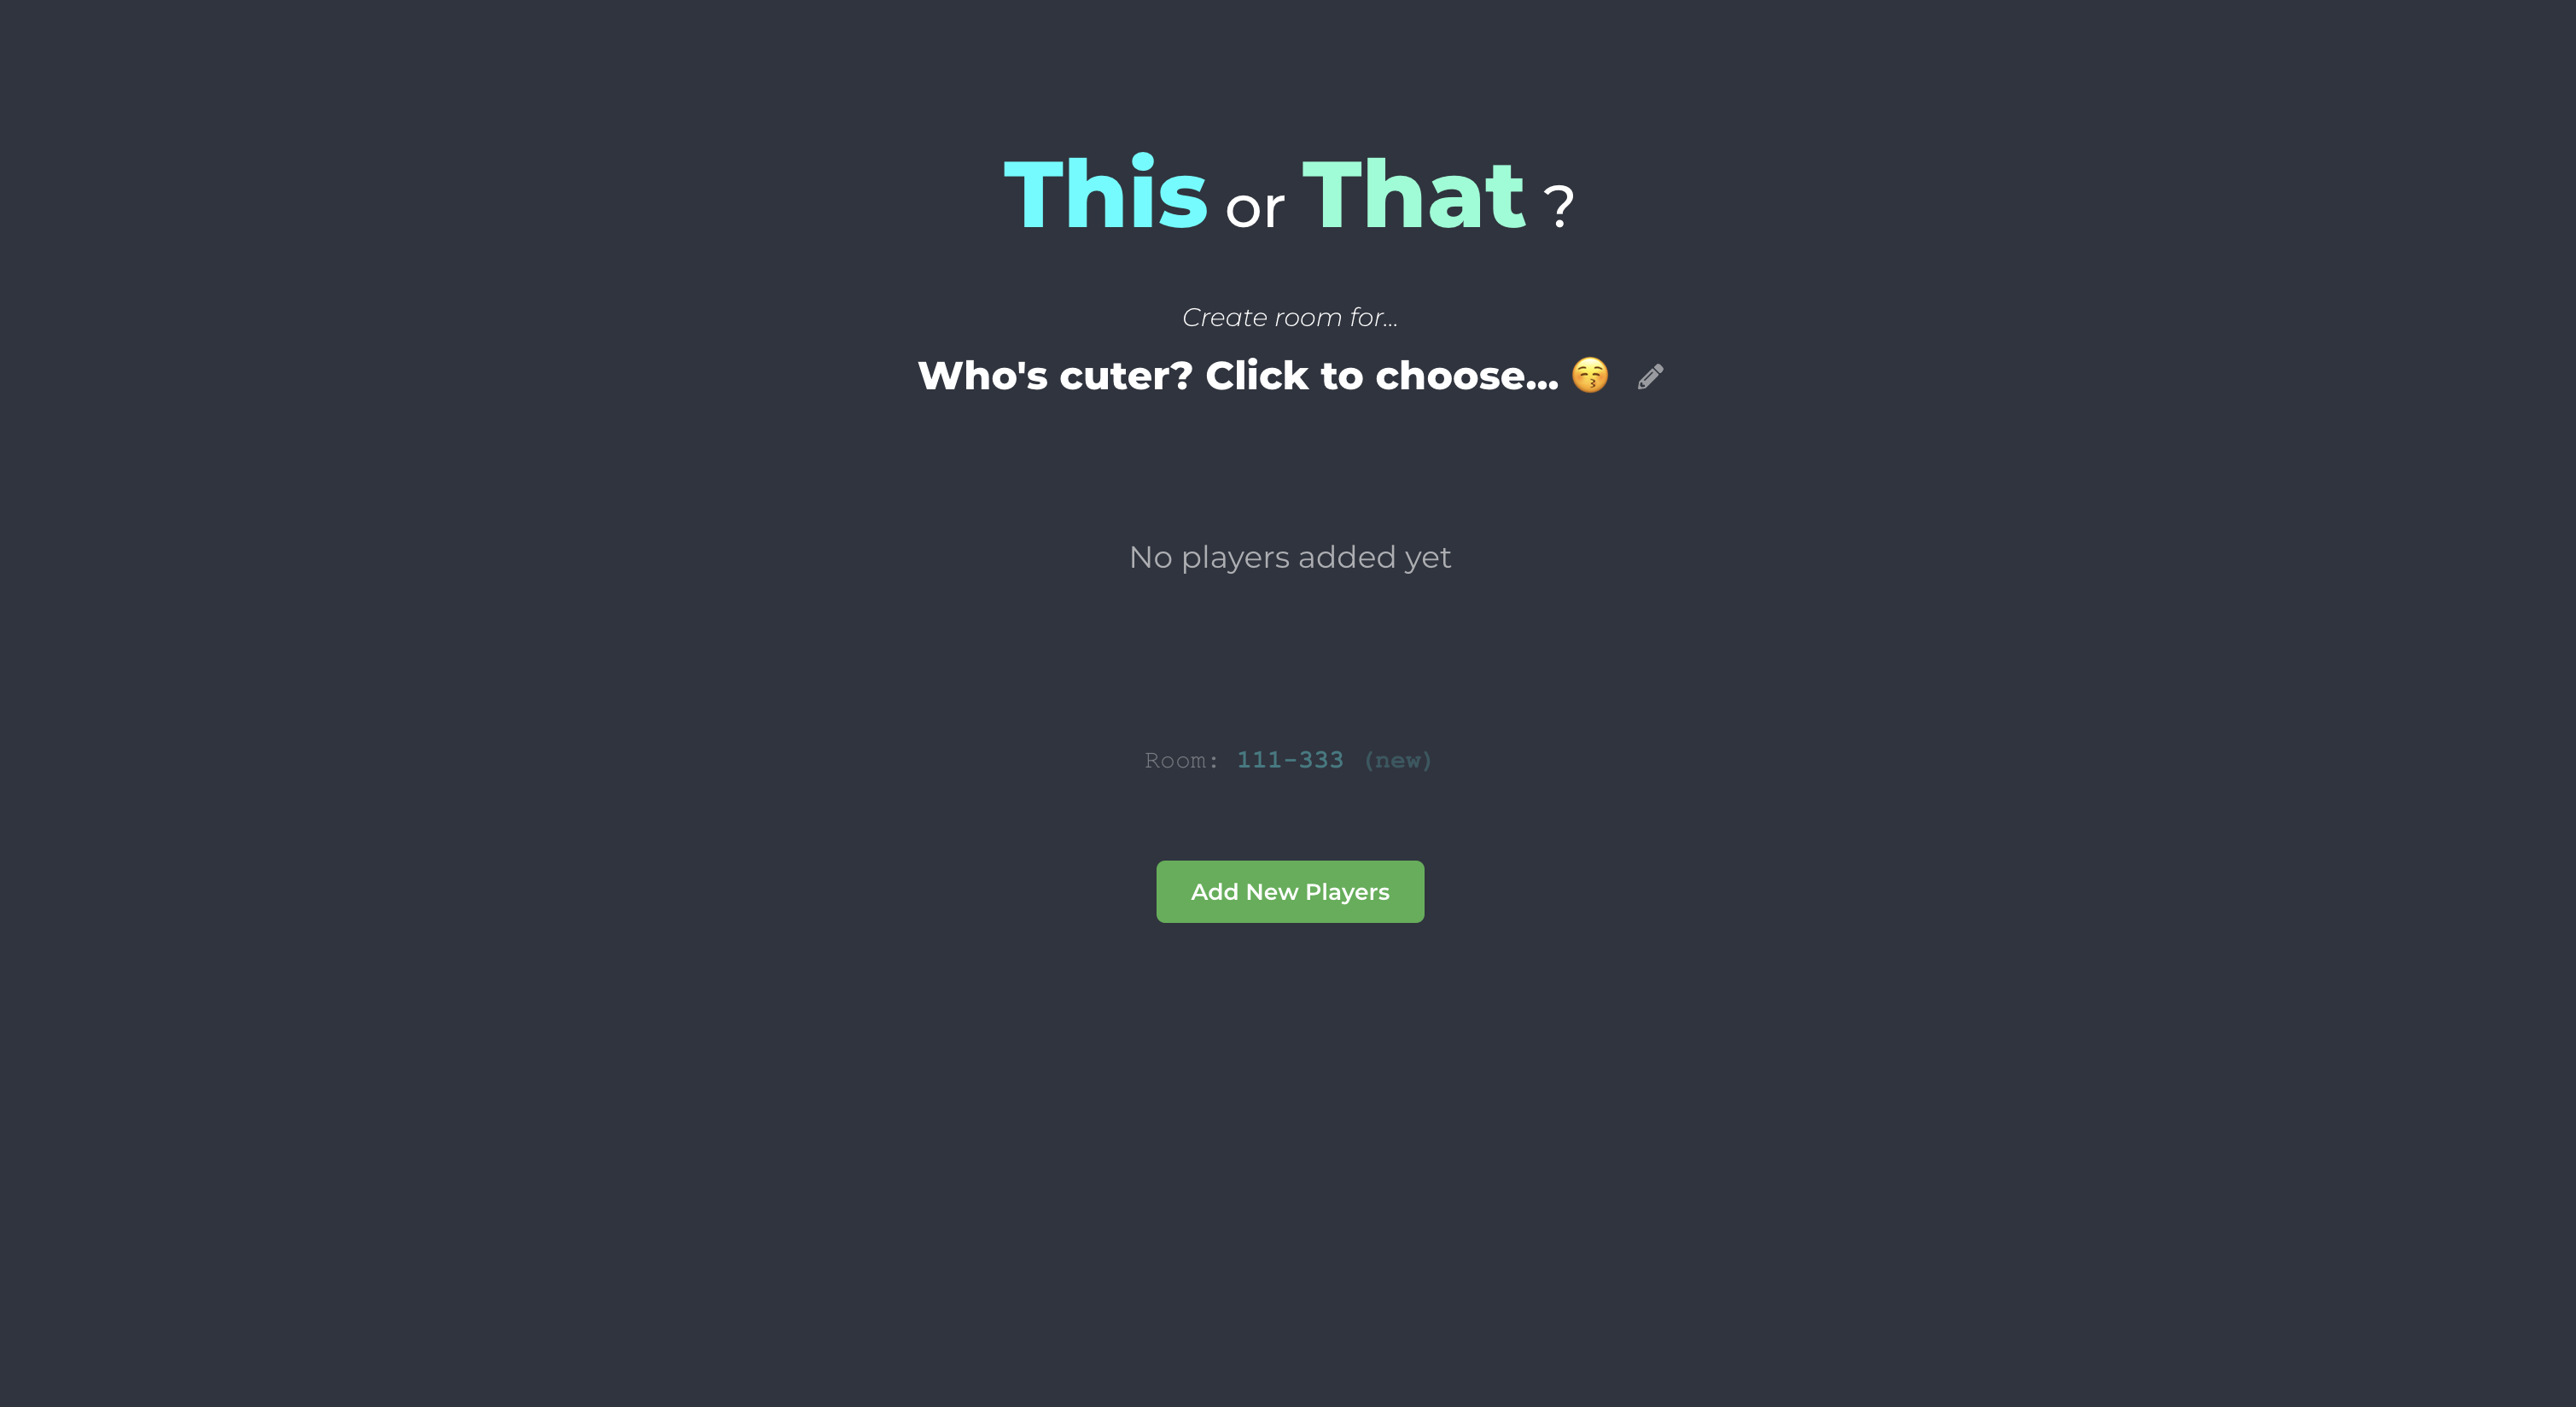 This or That ?
Create room for...
Who's cuter? Click to choose... 😚
No players added yet
Room: 111-333 (new)
Add New Players